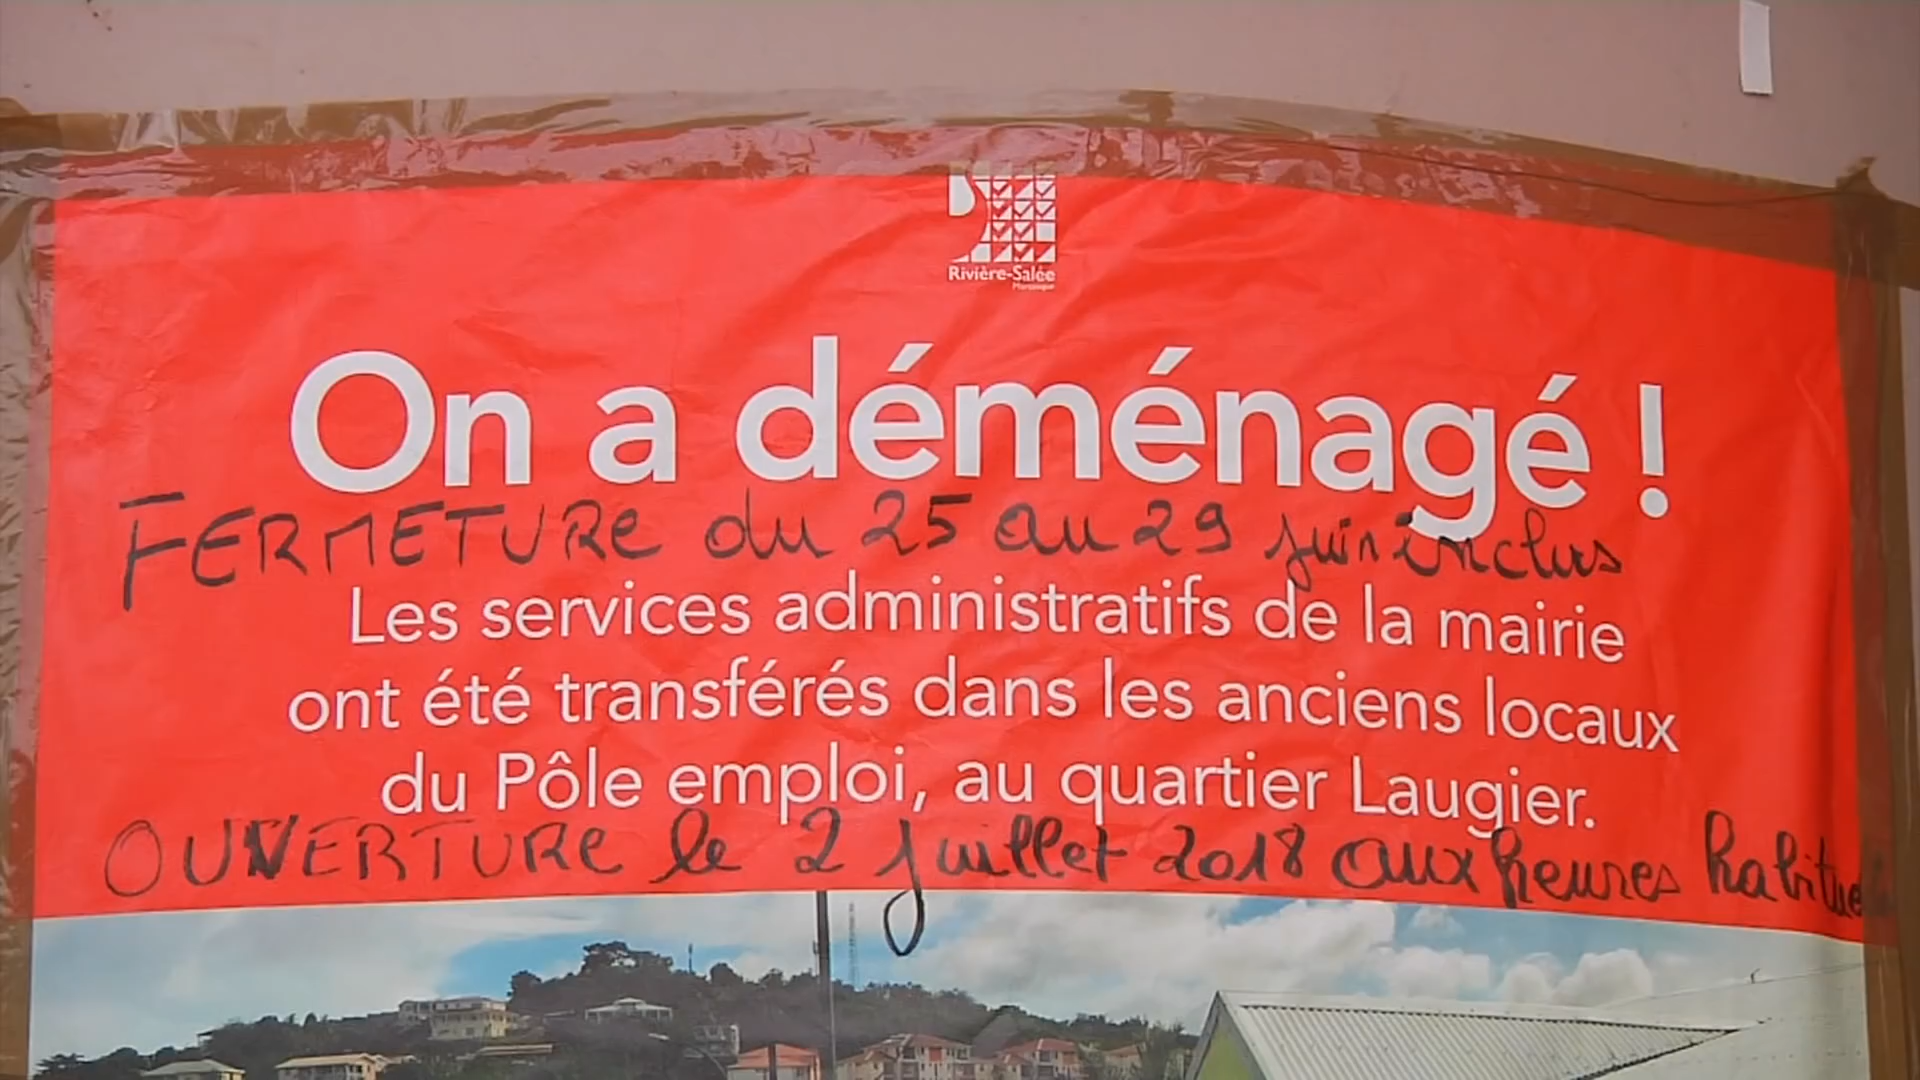 Rivière-Salée
Martinique
On a déménagé !
FERMETURE du 25 au 29 juin inclus
Les services administratifs de la mairie
ont été transférés dans les anciens locaux
du Pôle emploi, au quartier Laugier.
OUVERTURE le 2 juillet 2018 aux heures